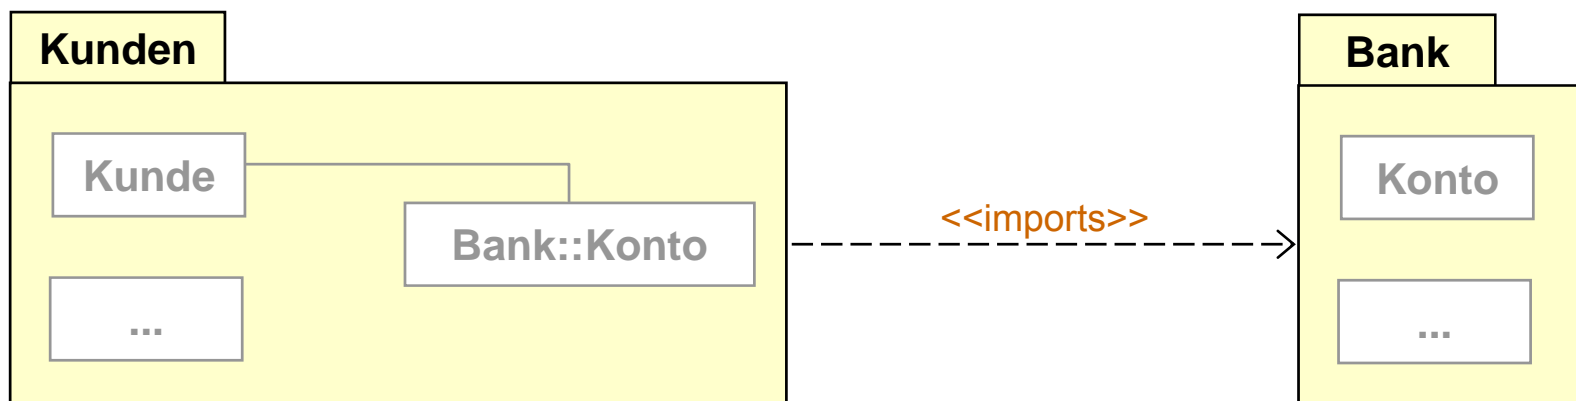 Kunden
Bank
Kunde
Bank::Konto
...
<<imports>>
Konto
...